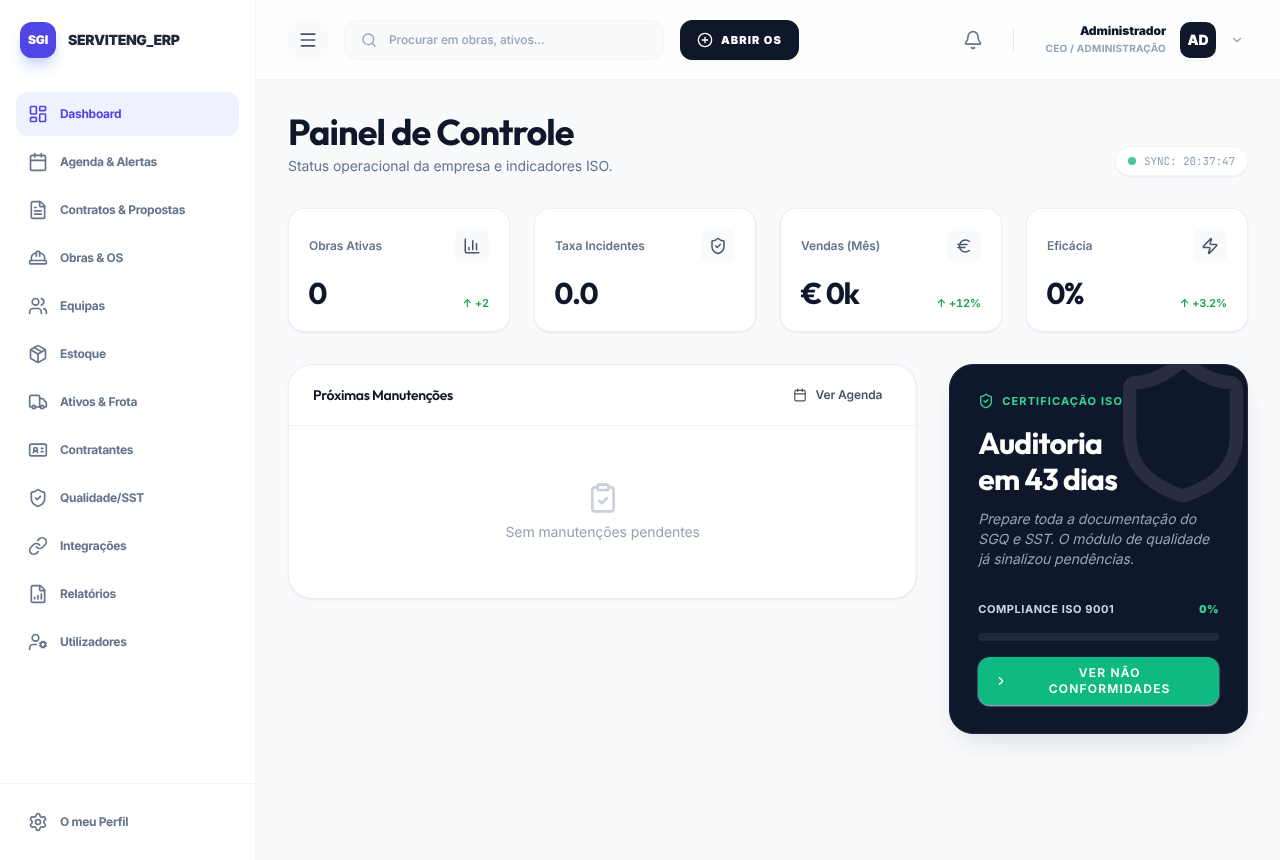 SGI
SERVITENG_ERP
Procurar em obras, ativos...
ABRIR OS
Administrador
CEO / ADMINISTRAÇÃO
AD
Dashboard
Agenda & Alertas
Contratos & Propostas
Obras & OS
Equipas
Estoque
Ativos & Frota
Contratantes
Qualidade/SST
Integrações
Relatórios
Utilizadores
O meu Perfil
Painel de Controle
Status operacional da empresa e indicadores ISO.
SYNC: 20:37:47
Obras Ativas
0
↑ +2
Taxa Incidentes
0.0
Vendas (Mês)
€
€ 0k
↑ +12%
Eficácia
0%
↑ +3.2%
Próximas Manutenções
Ver Agenda
Sem manutenções pendentes
CERTIFICAÇÃO ISO
Auditoria
em 43 dias
Prepare toda a documentação do
SGQ e SST. O módulo de qualidade
já sinalizou pendências.
COMPLIANCE ISO 9001
0%
VER NÃO
CONFORMIDADES